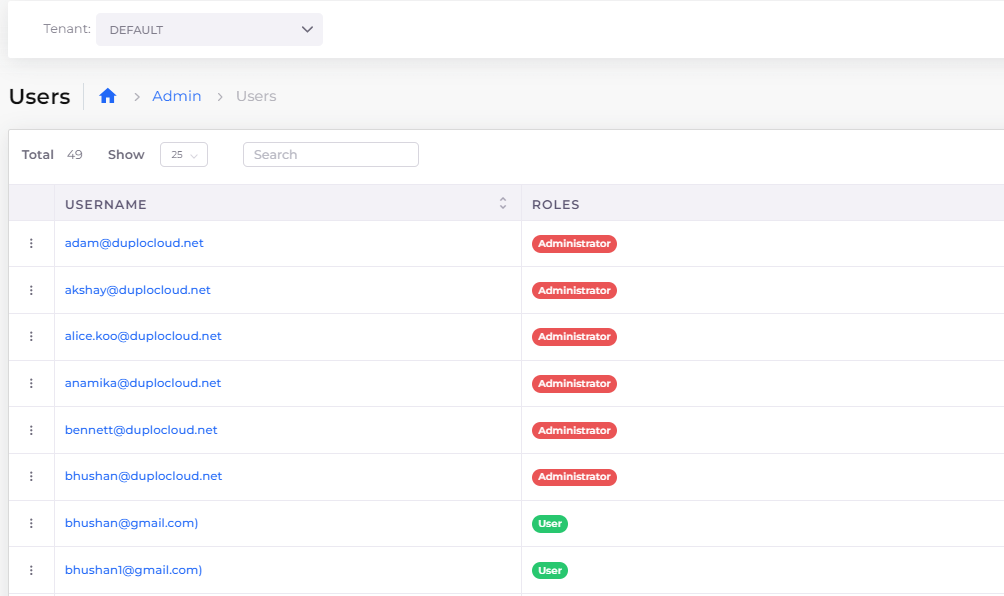 Tenant: DEFAULT
Users Admin Users
Total 49 Show 25 Search
USERNAME ROLES
adam@duplocloud.net Administrator
akshay@duplocloud.net Administrator
alice.koo@duplocloud.net Administrator
anamika@duplocloud.net Administrator
bennett@duplocloud.net Administrator
bhushan@duplocloud.net Administrator
bhushan@gmail.com) User
bhushan1@gmail.com) User